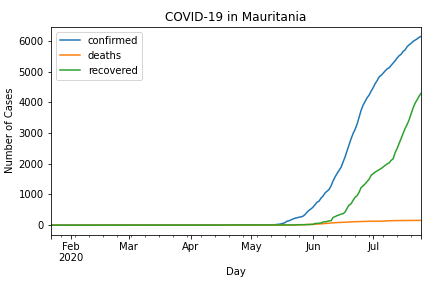 COVID-19 in Mauritania
confirmed
deaths
recovered
Number of Cases
6000
5000
4000
3000
2000
1000
0
Feb Mar Apr May Jun Jul
2020
Day